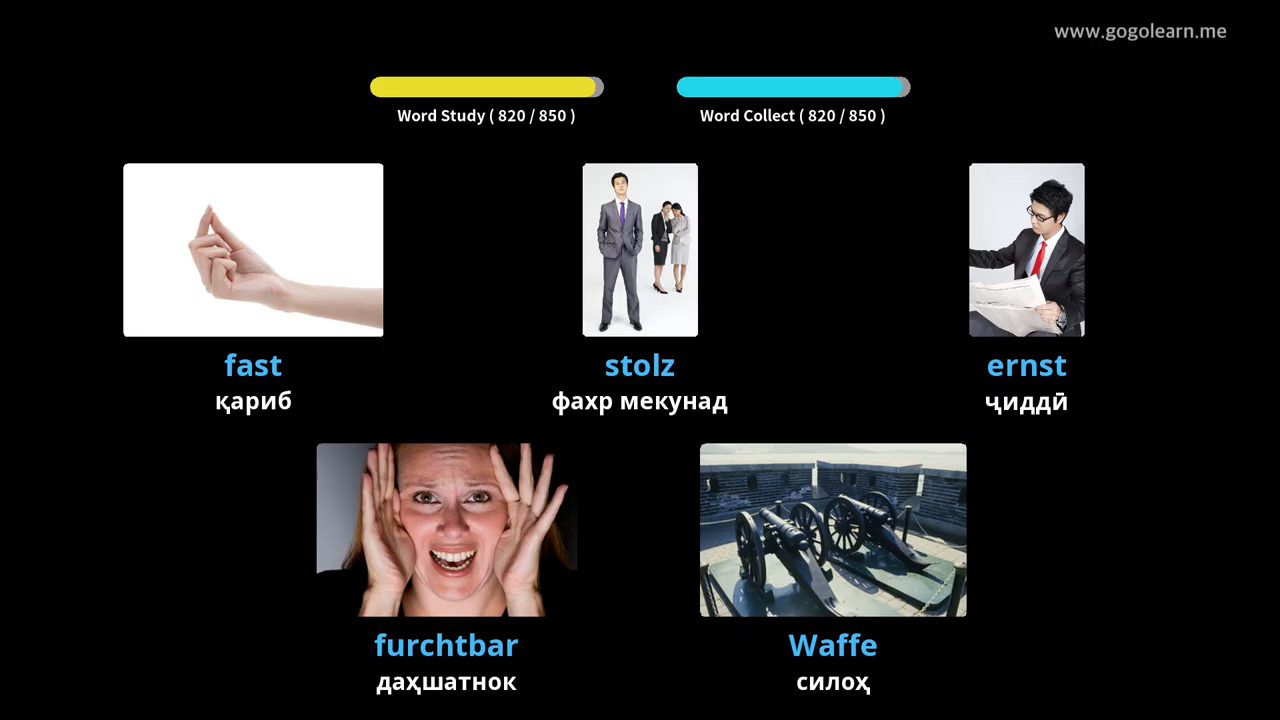 www.gogolearn.me
Word Study ( 820 / 850 )
Word Collect ( 820 / 850 )
fast
қариб
stolz
фахр мекунад
ernst
ҷиддӣ
furchtbar
даҳшатнок
Waffe
силоҳ